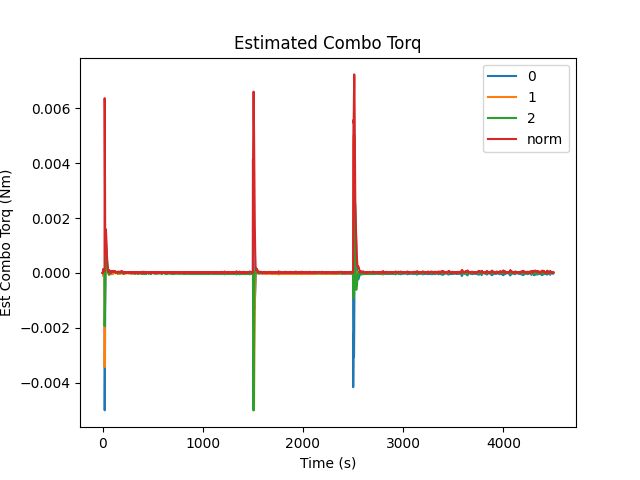 Estimated Combo Torq
Est Combo Torq (Nm)
0.006
0.004
0.002
0.000
−0.002
−0.004
0
1
2
norm
0 1000 2000 3000 4000
Time (s)